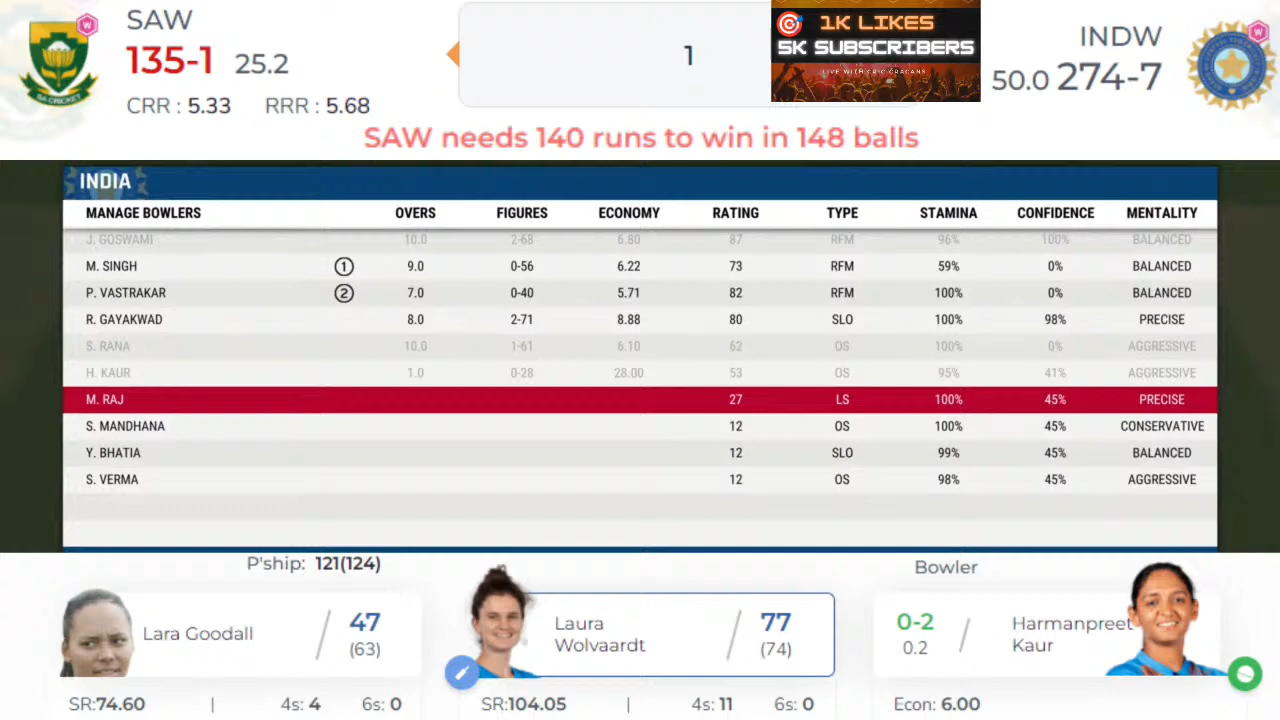 SAW
135-1 25.2
CRR : 5.33 RRR : 5.68
1
1K LIKES
5K SUBSCRIBERS
LIVE WITH CRIC CRACANS
INDW
50.0 274-7
SA CRICKET
SAW needs 140 runs to win in 148 balls
INDIA
MANAGE BOWLERS OVERS FIGURES ECONOMY RATING TYPE STAMINA CONFIDENCE MENTALITY
J. GOSWAMI 10.0 2-68 6.80 87 RFM 96% 100% BALANCED
M. SINGH 1 9.0 0-56 6.22 73 RFM 59% 0% BALANCED
P. VASTRAKAR 2 7.0 0-40 5.71 82 RFM 100% 0% BALANCED
R. GAYAKWAD 8.0 2-71 8.88 80 SLO 100% 98% PRECISE
S. RANA 10.0 1-61 6.10 62 OS 100% 0% AGGRESSIVE
H. KAUR 1.0 0-28 28.00 53 OS 95% 41% AGGRESSIVE
M. RAJ 27 LS 100% 45% PRECISE
S. MANDHANA 12 OS 100% 45% CONSERVATIVE
Y. BHATIA 12 SLO 99% 45% BALANCED
S. VERMA 12 OS 98% 45% AGGRESSIVE
P'ship: 121(124)
Lara Goodall / 47
(63)
SR:74.60 | 4s: 4 6s: 0
Laura
Wolvaardt / 77
(74)
SR:104.05 | 4s: 11 6s: 0
Bowler
0-2 / Harmanpreet
0.2 Kaur
Econ: 6.00